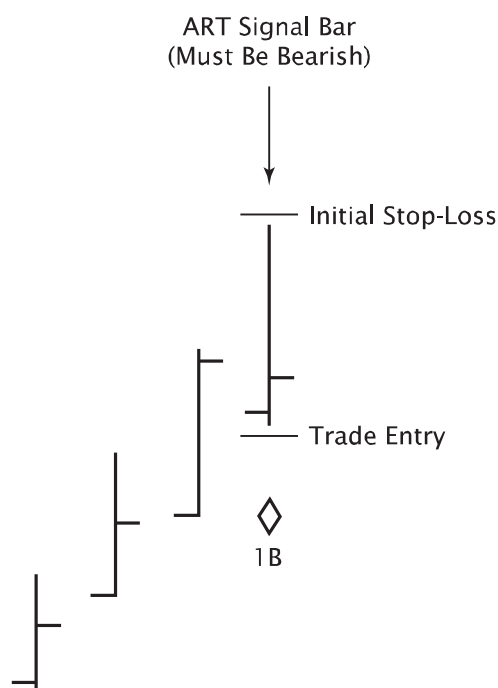 ART Signal Bar
(Must Be Bearish)
Initial Stop-Loss
Trade Entry
1B